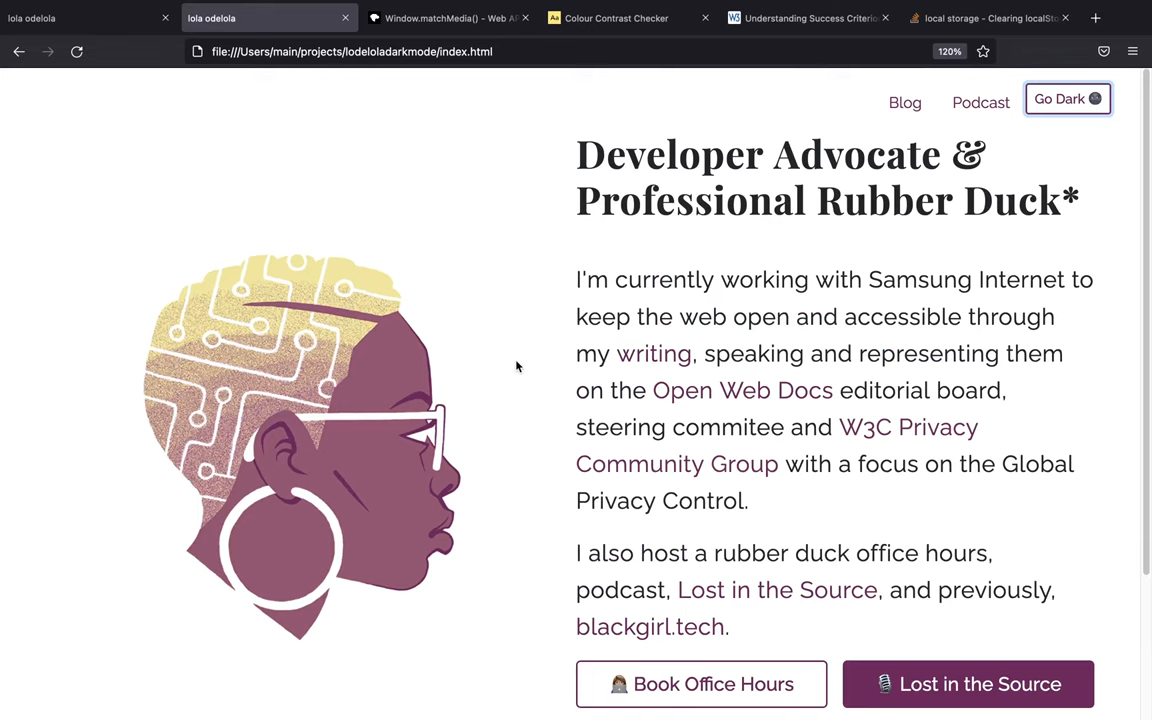 lola odelola
lola odelola
Window.matchMedia() - Web AP
Colour Contrast Checker
Understanding Success Criterio
local storage - Clearing localSto
file:///Users/main/projects/lodeloladarkmode/index.html
120%
Blog
Podcast
Go Dark
Developer Advocate &
Professional Rubber Duck*
I'm currently working with Samsung Internet to
keep the web open and accessible through
my writing, speaking and representing them
on the Open Web Docs editorial board,
steering commitee and W3C Privacy
Community Group with a focus on the Global
Privacy Control.
I also host a rubber duck office hours,
podcast, Lost in the Source, and previously,
blackgirl.tech.
Book Office Hours
Lost in the Source